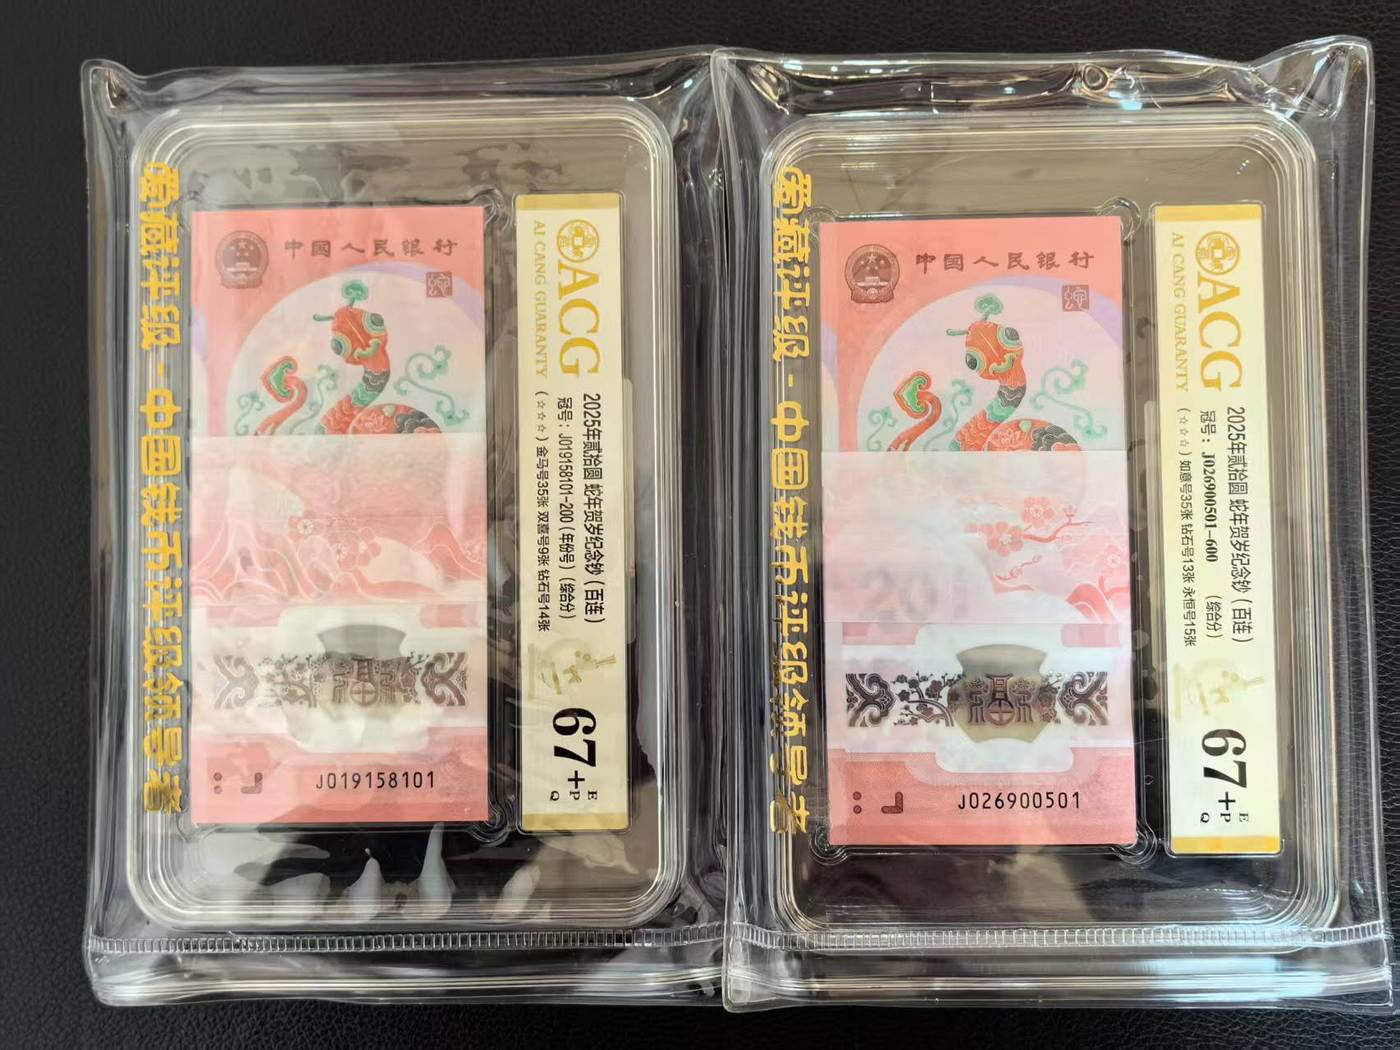 爱藏评级 - 中国钱币评级领导者
中国人民银行
J019158101
ACG
AI CANG GUARANTY
2025年贰拾圆 蛇年贺岁纪念钞（百连）
冠号：J019158101-200（年份号）（综合分）
（☆☆☆）金马号35张 双喜号9张 钻石号14张
67+
E
P
Q
爱藏评级 - 中国钱币评级领导者
中国人民银行
J026900501
ACG
AI CANG GUARANTY
2025年贰拾圆 蛇年贺岁纪念钞（百连）
冠号：J026900501-600（综合分）
（☆☆☆）如意号35张 钻石号13张 永恒号15张
67+
E
P
Q